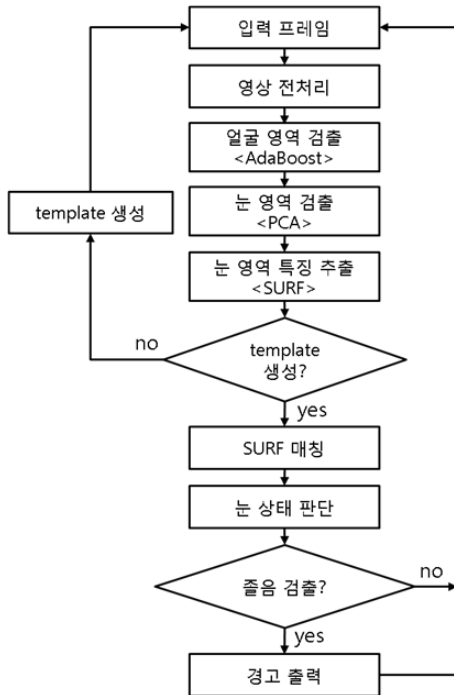 입력 프레임
영상 전처리
얼굴 영역 검출
<AdaBoost>
눈 영역 검출
<PCA>
template 생성
눈 영역 특징 추출
<SURF>
no
template
생성?
yes
SURF 매칭
눈 상태 판단
졸음 검출?
no
yes
경고 출력